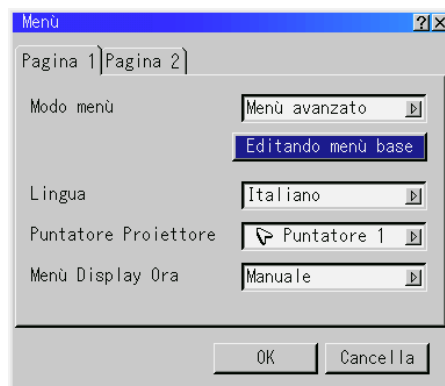 Menù
Pagina 1 Pagina 2
Modo menù Menù avanzato
Editando menù base
Lingua Italiano
Puntatore Proiettore Puntatore 1
Menù Display Ora Manuale
OK Cancella